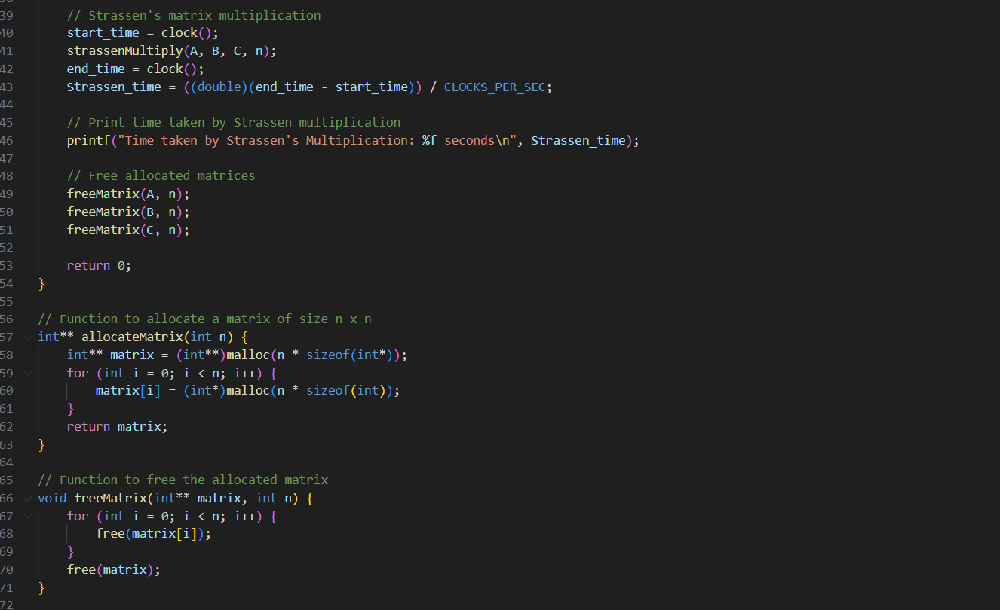 39 // Strassen's matrix multiplication
40 start_time = clock();
41 strassenMultiply(A, B, C, n);
42 end_time = clock();
43 Strassen_time = ((double)(end_time - start_time)) / CLOCKS_PER_SEC;
44
45 // Print time taken by Strassen multiplication
46 printf("Time taken by Strassen's Multiplication: %f seconds\n", Strassen_time);
47
48 // Free allocated matrices
49 freeMatrix(A, n);
50 freeMatrix(B, n);
51 freeMatrix(C, n);
52
53 return 0;
54 }
55
56 // Function to allocate a matrix of size n x n
57 int** allocateMatrix(int n) {
58 int** matrix = (int**)malloc(n * sizeof(int*));
59 for (int i = 0; i < n; i++) {
60 matrix[i] = (int*)malloc(n * sizeof(int));
61 }
62 return matrix;
63 }
64
65 // Function to free the allocated matrix
66 void freeMatrix(int** matrix, int n) {
67 for (int i = 0; i < n; i++) {
68 free(matrix[i]);
69 }
70 free(matrix);
71 }
72